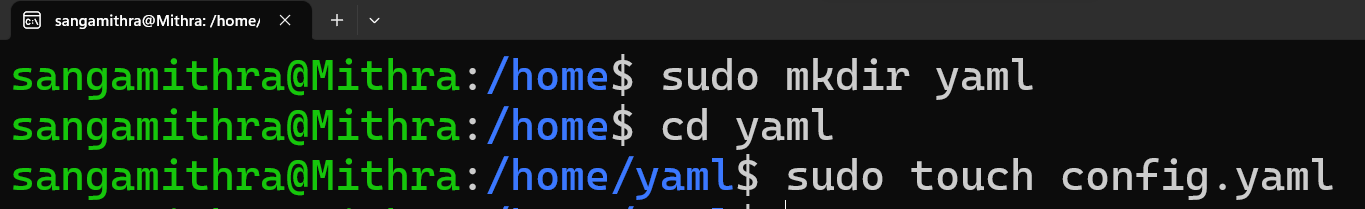 sangamithra@Mithra: /home/
sangamithra@Mithra:/home$ sudo mkdir yaml
sangamithra@Mithra:/home$ cd yaml
sangamithra@Mithra:/home/yaml$ sudo touch config.yaml